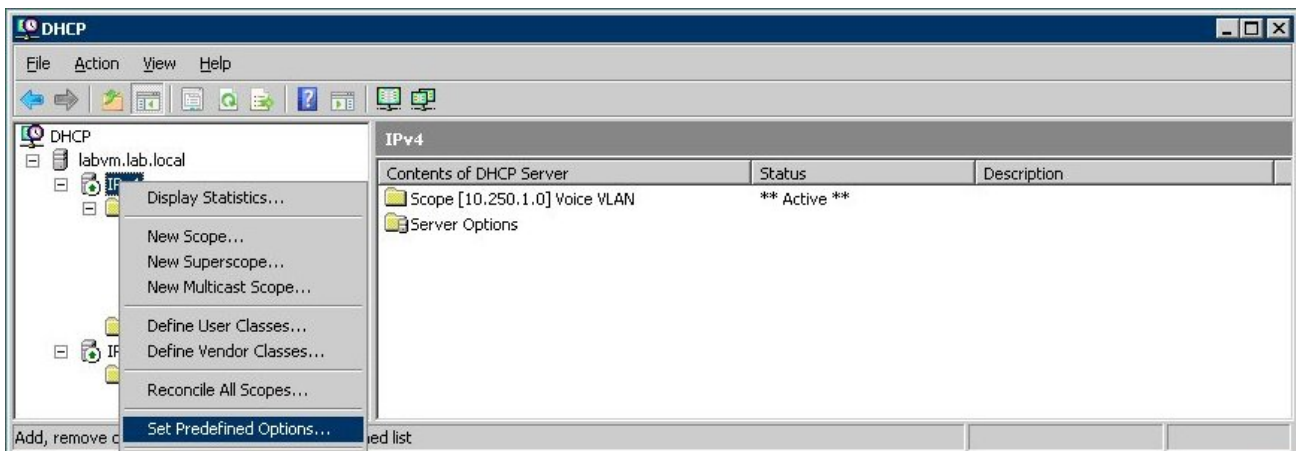 DHCP
File Action View Help
DHCP
labvm.lab.local
Display Statistics...
New Scope...
New Superscope...
New Multicast Scope...
Define User Classes...
Define Vendor Classes...
Reconcile All Scopes...
Set Predefined Options...
IPv4
Contents of DHCP Server Status Description
Scope [10.250.1.0] Voice VLAN ** Active **
Server Options
Add, remove list